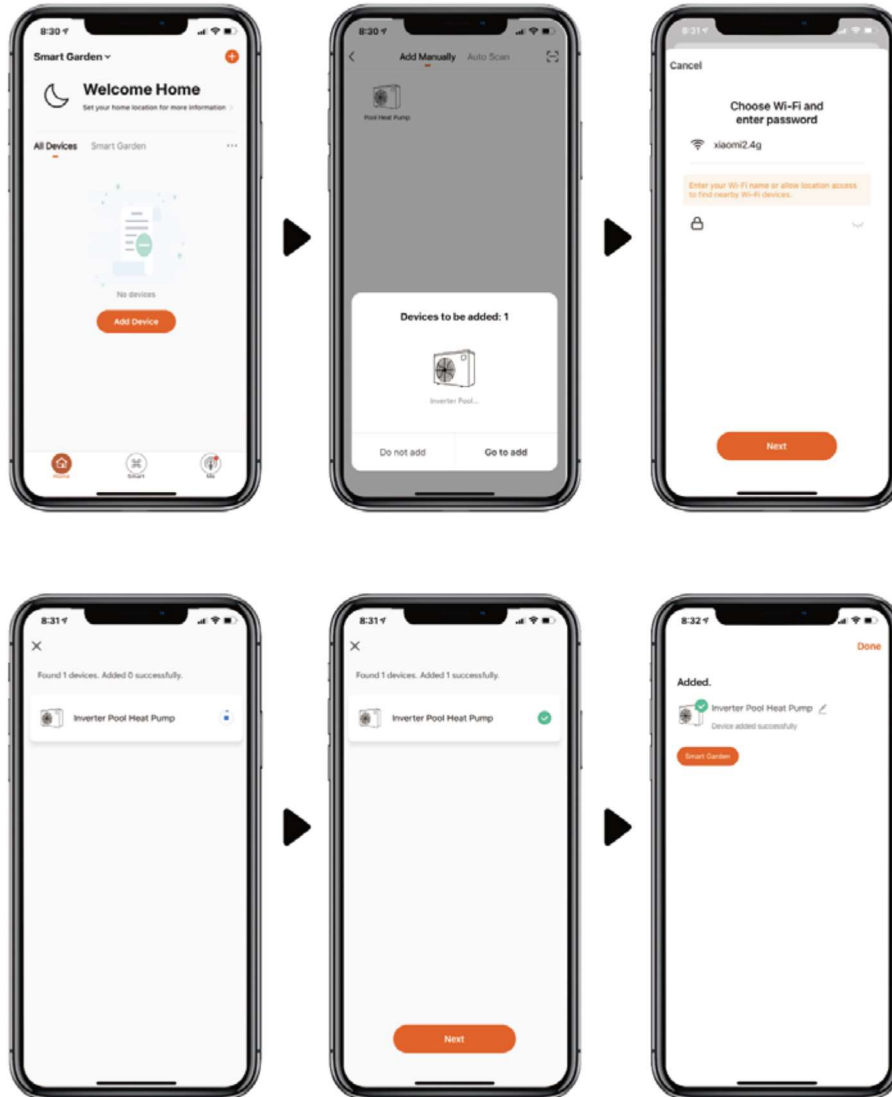 8:30
Smart Garden
Welcome Home
Set your home location for more information
All Devices Smart Garden
No devices
Add Device
Home Smart Me
8:30
Add Manually Auto Scan
Pool Heat Pump
Devices to be added: 1
Inverter Pool...
Do not add Go to add
8:31
Cancel
Choose Wi-Fi and
enter password
xiaomi2.4g
Enter your Wi-Fi name or allow location access
to find nearby Wi-Fi devices.
Next
8:31
Found 1 devices. Added 0 successfully.
Inverter Pool Heat Pump
8:31
Found 1 devices. Added 1 successfully.
Inverter Pool Heat Pump
Next
8:32
Done
Added.
Inverter Pool Heat Pump
Device added successfully
Smart Garden